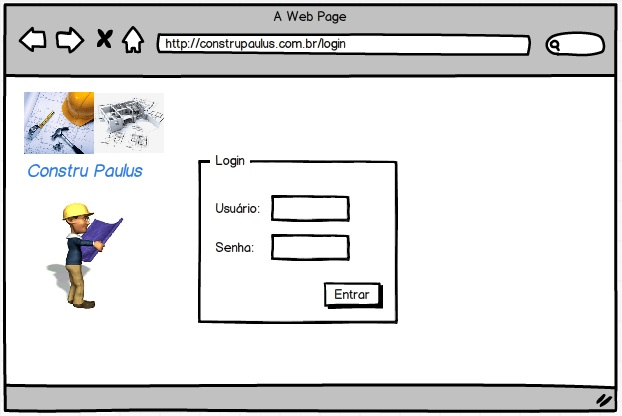 A Web Page
http://construpaulus.com.br/login
Constru Paulus
Login
Usuário:
Senha:
Entrar